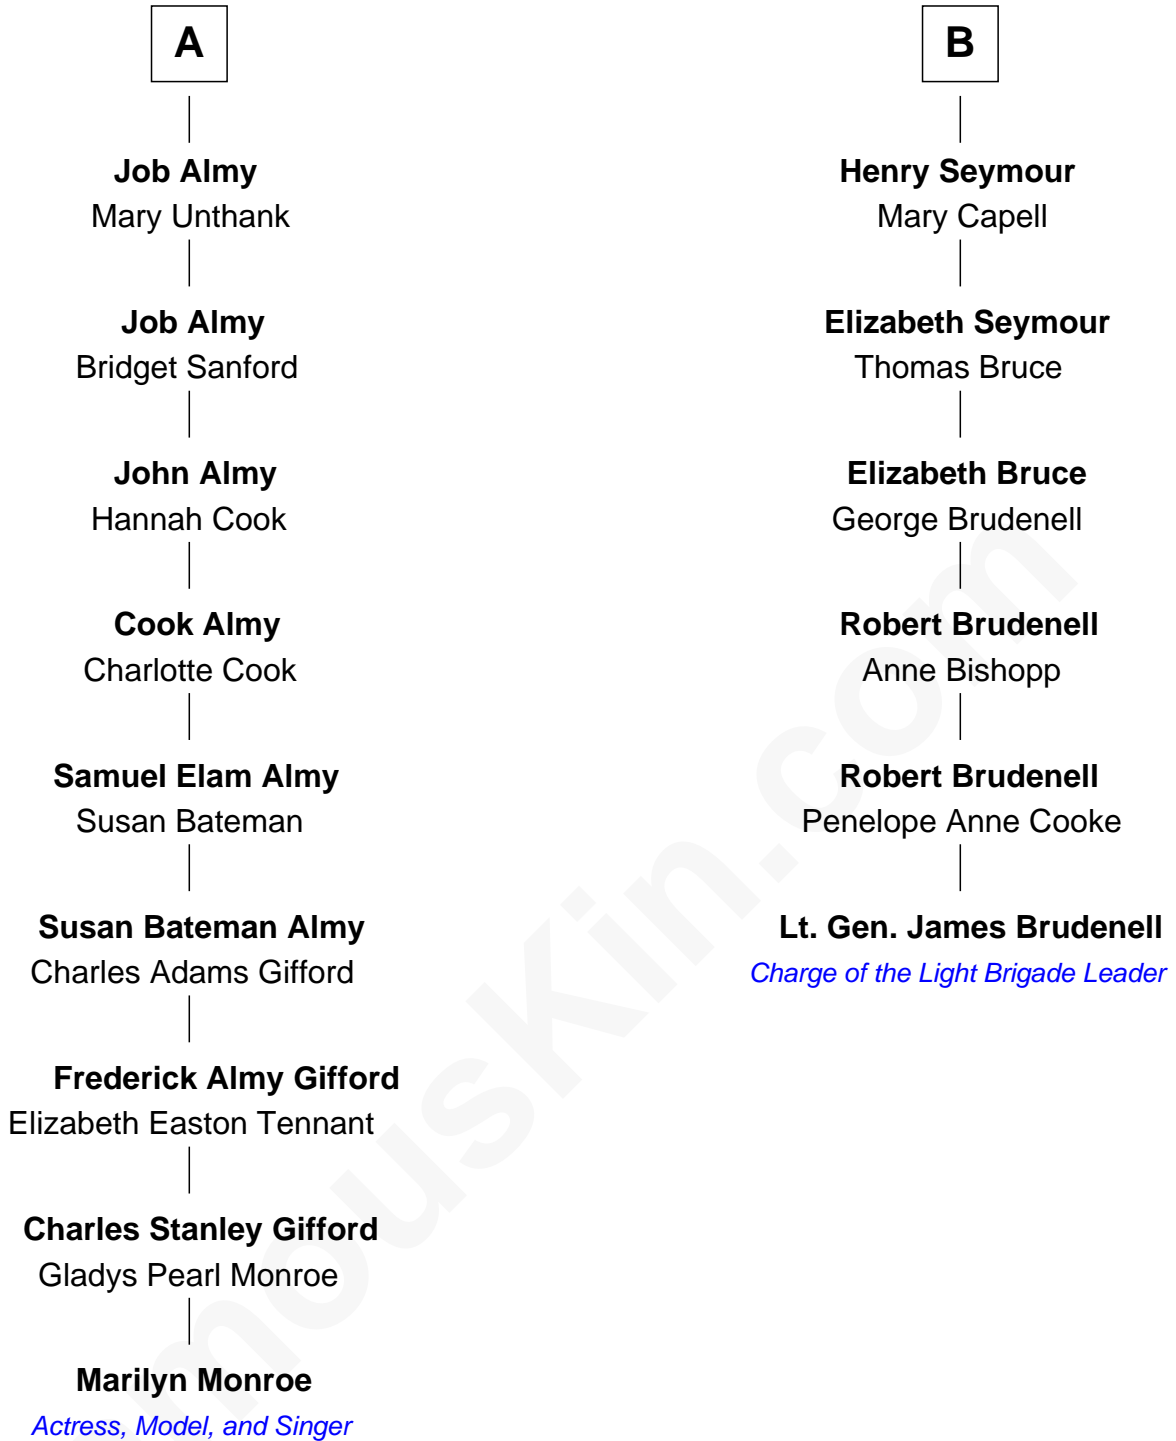 A
Job Almy
Mary Unthank
Job Almy
Bridget Sanford
John Almy
Hannah Cook
Cook Almy
Charlotte Cook
Samuel Elam Almy
Susan Bateman
Susan Bateman Almy
Charles Adams Gifford
Frederick Almy Gifford
Elizabeth Easton Tennant
Charles Stanley Gifford
Gladys Pearl Monroe
Marilyn Monroe
Actress, Model, and Singer
B
Henry Seymour
Mary Capell
Elizabeth Seymour
Thomas Bruce
Elizabeth Bruce
George Brudenell
Robert Brudenell
Anne Bishopp
Robert Brudenell
Penelope Anne Cooke
Lt. Gen. James Brudenell
Charge of the Light Brigade Leader
mousKin.com